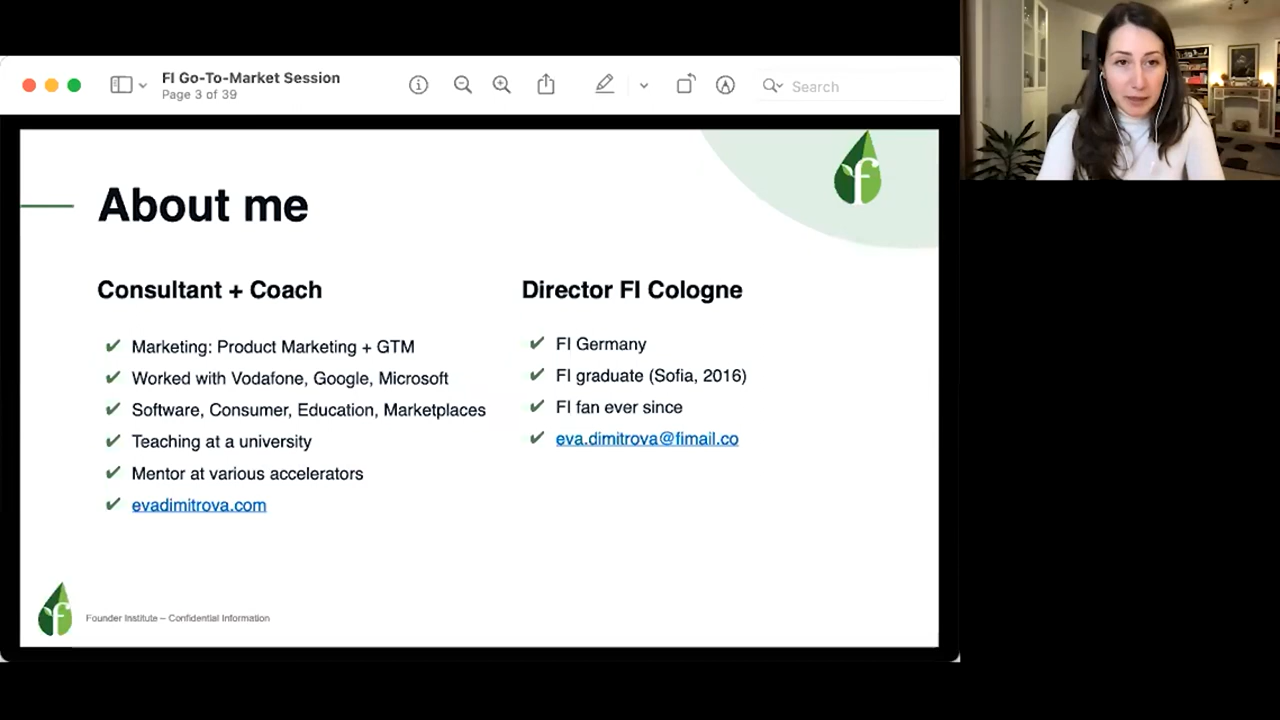 FI Go-To-Market Session
Page 3 of 39
Search
About me
Consultant + Coach
✔ Marketing: Product Marketing + GTM
✔ Worked with Vodafone, Google, Microsoft
✔ Software, Consumer, Education, Marketplaces
✔ Teaching at a university
✔ Mentor at various accelerators
✔ evadimitrova.com
Director FI Cologne
✔ FI Germany
✔ FI graduate (Sofia, 2016)
✔ FI fan ever since
✔ eva.dimitrova@fimail.co
Founder Institute – Confidential Information